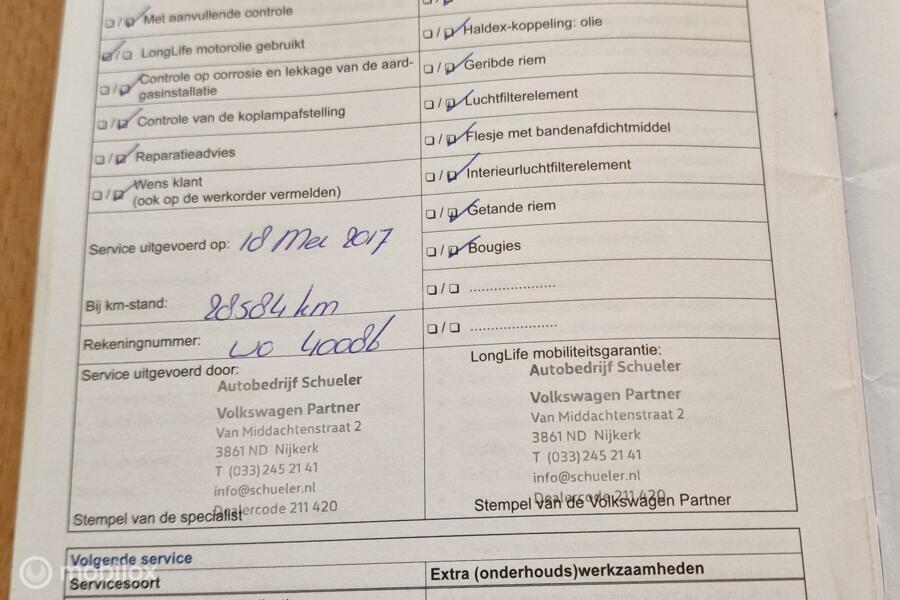 Met aanvullende controle
LongLife motorolie gebruikt
Controle op corrosie en lekkage van de aard-
gasinstallatie
Controle van de koplampafstelling
Reparatieadvies
Wens klant
(ook op de werkorder vermelden)
Service uitgevoerd op: 18 Mei 2017
Bij km-stand: 28584 km
Rekeningnummer: wo 40086
Service uitgevoerd door:
Autobedrijf Schueler
Volkswagen Partner
Van Middachtenstraat 2
3861 ND Nijkerk
T (033) 245 21 41
info@schueler.nl
Dealercode 211 420
Stempel van de specialist
Haldex-koppeling: olie
Geribde riem
Luchtfilterelement
Flesje met bandenafdichtmiddel
Interieurluchtfilterelement
Getande riem
Bougies
.....................
.....................
LongLife mobiliteitsgarantie:
Autobedrijf Schueler
Volkswagen Partner
Van Middachtenstraat 2
3861 ND Nijkerk
T (033) 245 21 41
info@schueler.nl
Dealercode 211 420
Stempel van de Volkswagen Partner
Volgende service
Servicesoort
Extra (onderhouds)werkzaamheden
mobilox